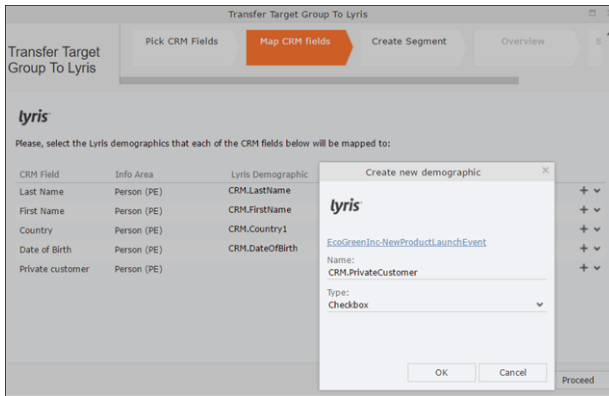 Transfer Target Group To Lyris
Transfer Target
Group To Lyris
Pick CRM Fields
Map CRM fields
Create Segment
Overview
S
lyris
Please, select the Lyris demographics that each of the CRM fields below will be mapped to:
CRM Field Info Area Lyris Demographic
Last Name Person (PE) CRM.LastName
First Name Person (PE) CRM.FirstName
Country Person (PE) CRM.Country1
Date of Birth Person (PE) CRM.DateOfBirth
Private customer Person (PE)
Create new demographic
lyris
EcoGreenInc-NewProductLaunchEvent
Name:
CRM.PrivateCustomer
Type:
Checkbox
OK Cancel
Proceed